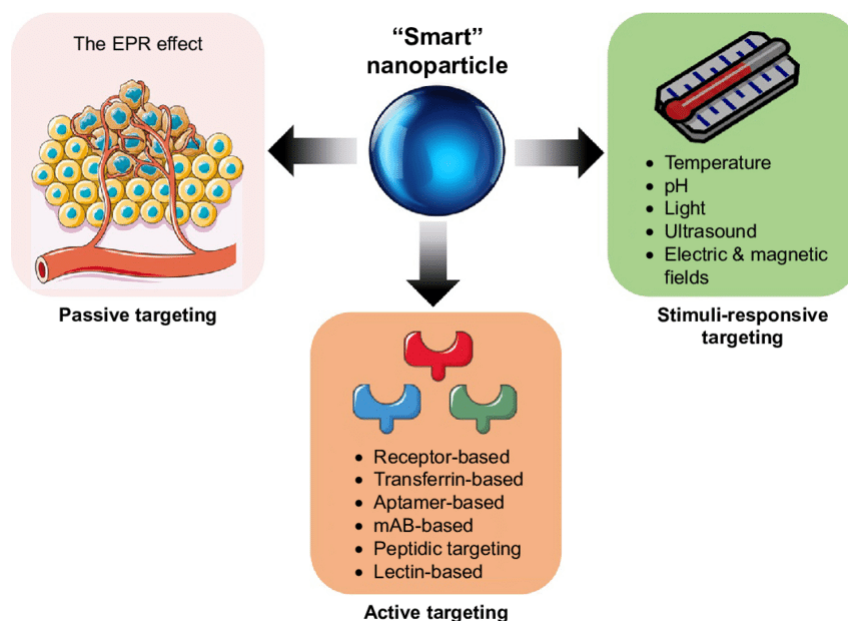 The EPR effect
Passive targeting
“Smart”
nanoparticle
• Temperature
• pH
• Light
• Ultrasound
• Electric & magnetic
fields
Stimuli-responsive
targeting
• Receptor-based
• Transferrin-based
• Aptamer-based
• mAB-based
• Peptidic targeting
• Lectin-based
Active targeting